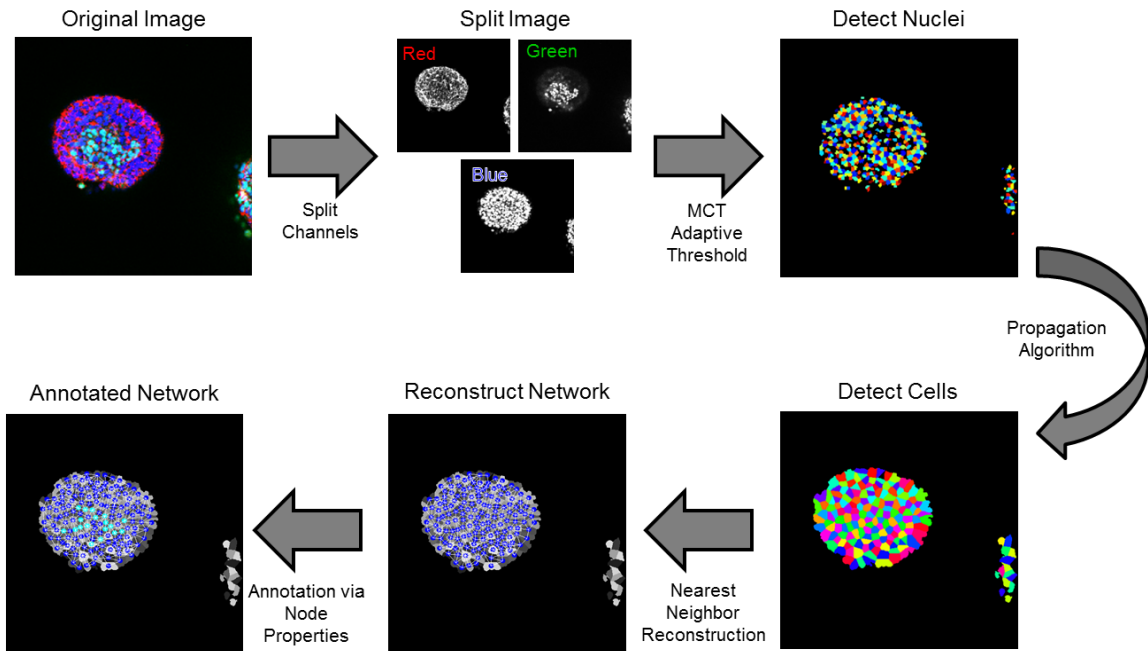 Original Image
Split Image
Detect Nuclei
Red
Green
Blue
Split
Channels
MCT
Adaptive
Threshold
Propagation
Algorithm
Annotated Network
Reconstruct Network
Detect Cells
Annotation via
Node
Properties
Nearest
Neighbor
Reconstruction